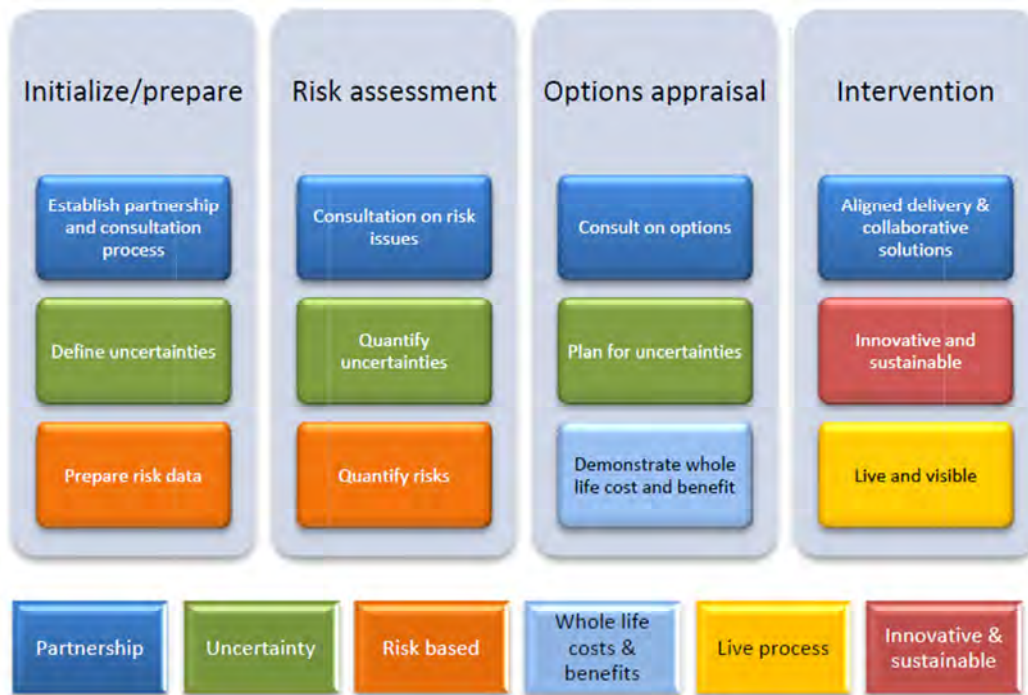 Initialize/prepare
Risk assessment
Options appraisal
Intervention
Establish partnership
and consultation
process
Consultation on risk
issues
Consult on options
Aligned delivery &
collaborative
solutions
Define uncertainties
Quantify
uncertainties
Plan for uncertainties
Innovative and
sustainable
Prepare risk data
Quantify risks
Demonstrate whole
life cost and benefit
Live and visible
Partnership
Uncertainty
Risk based
Whole life
costs &
benefits
Live process
Innovative &
sustainable